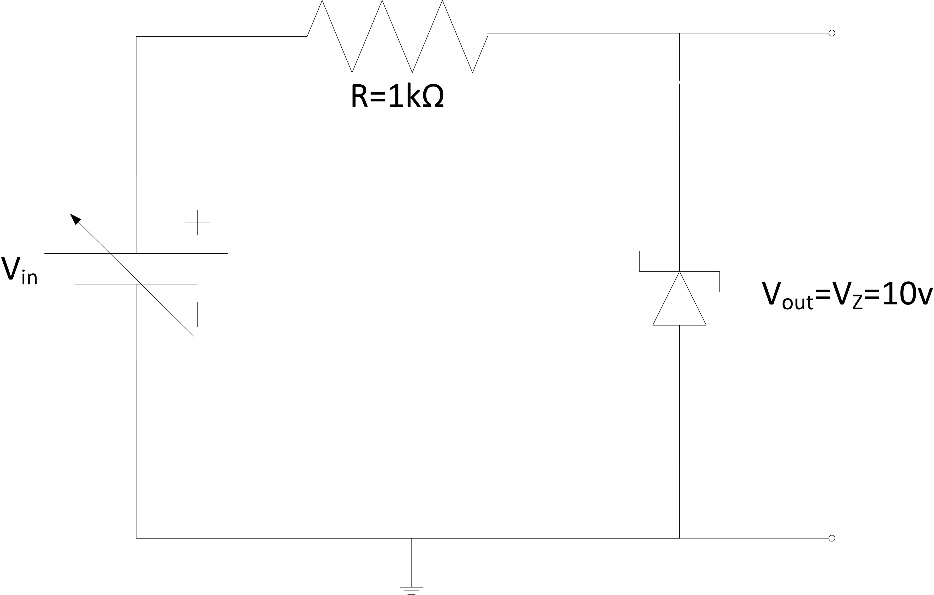 R=1kΩ
+
V_in
–
V_out=V_Z=10v